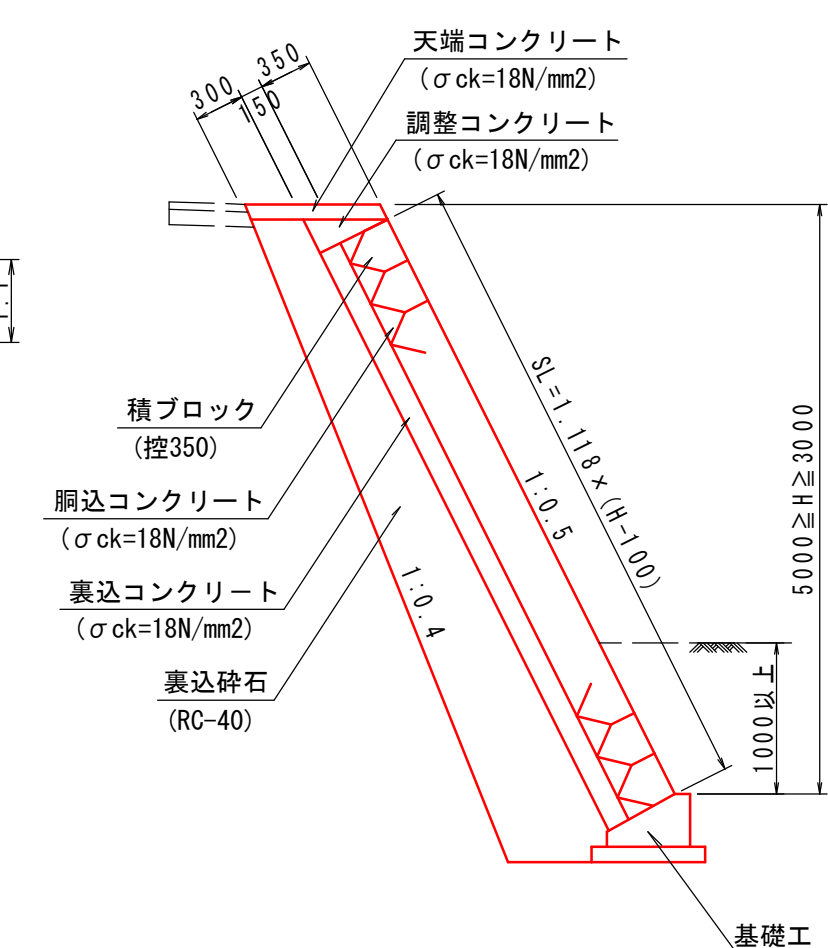 天端コンクリート
(σck=18N/mm2)
調整コンクリート
(σck=18N/mm2)
300
150
350
積ブロック
(控350)
胴込コンクリート
(σck=18N/mm2)
裏込コンクリート
(σck=18N/mm2)
裏込砕石
(RC-40)
1:0.4
1:0.5
SL=1.118×(H-100)
5000≧H≧3000
1000以上
基礎工